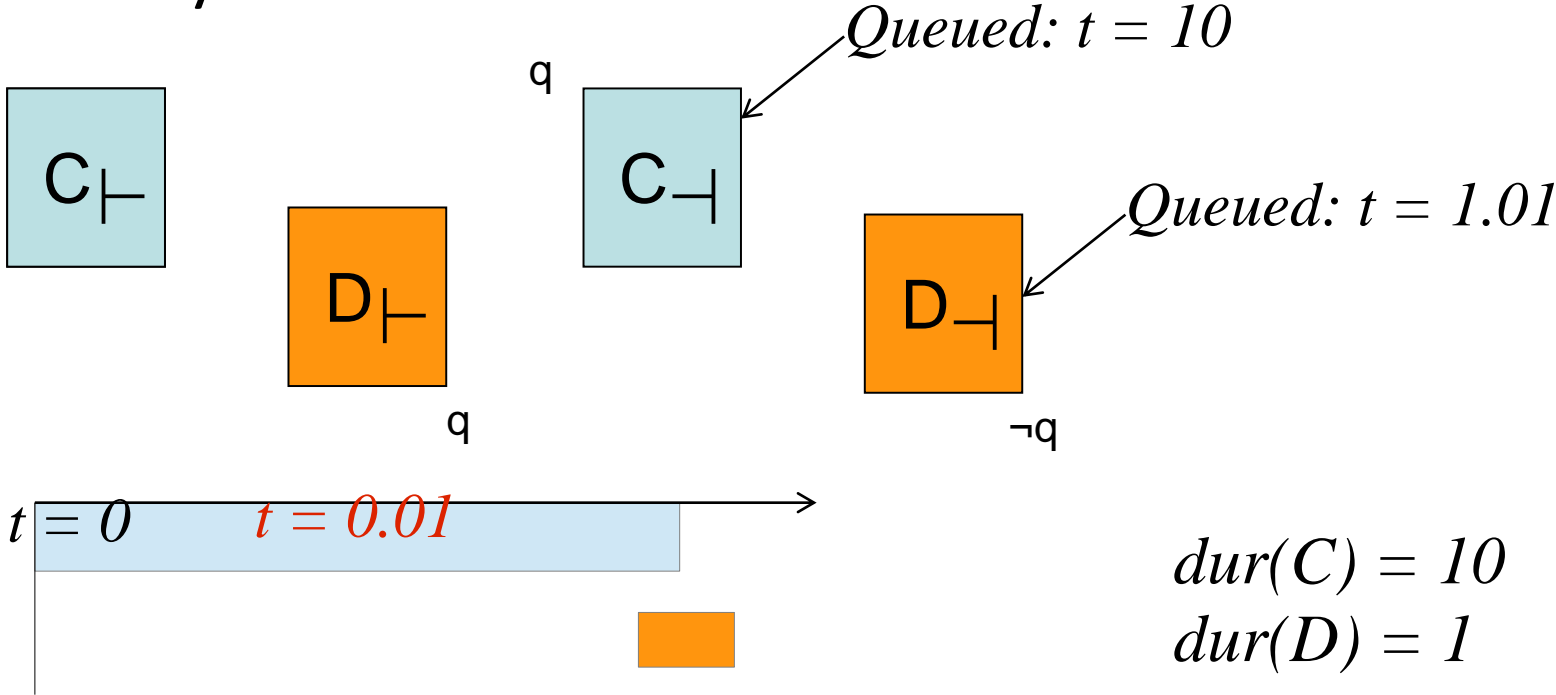 Queued: t = 10
q
C⊢
C⊣
Queued: t = 1.01
D⊢
D⊣
q
¬q
t = 0
t = 0.01
dur(C) = 10
dur(D) = 1